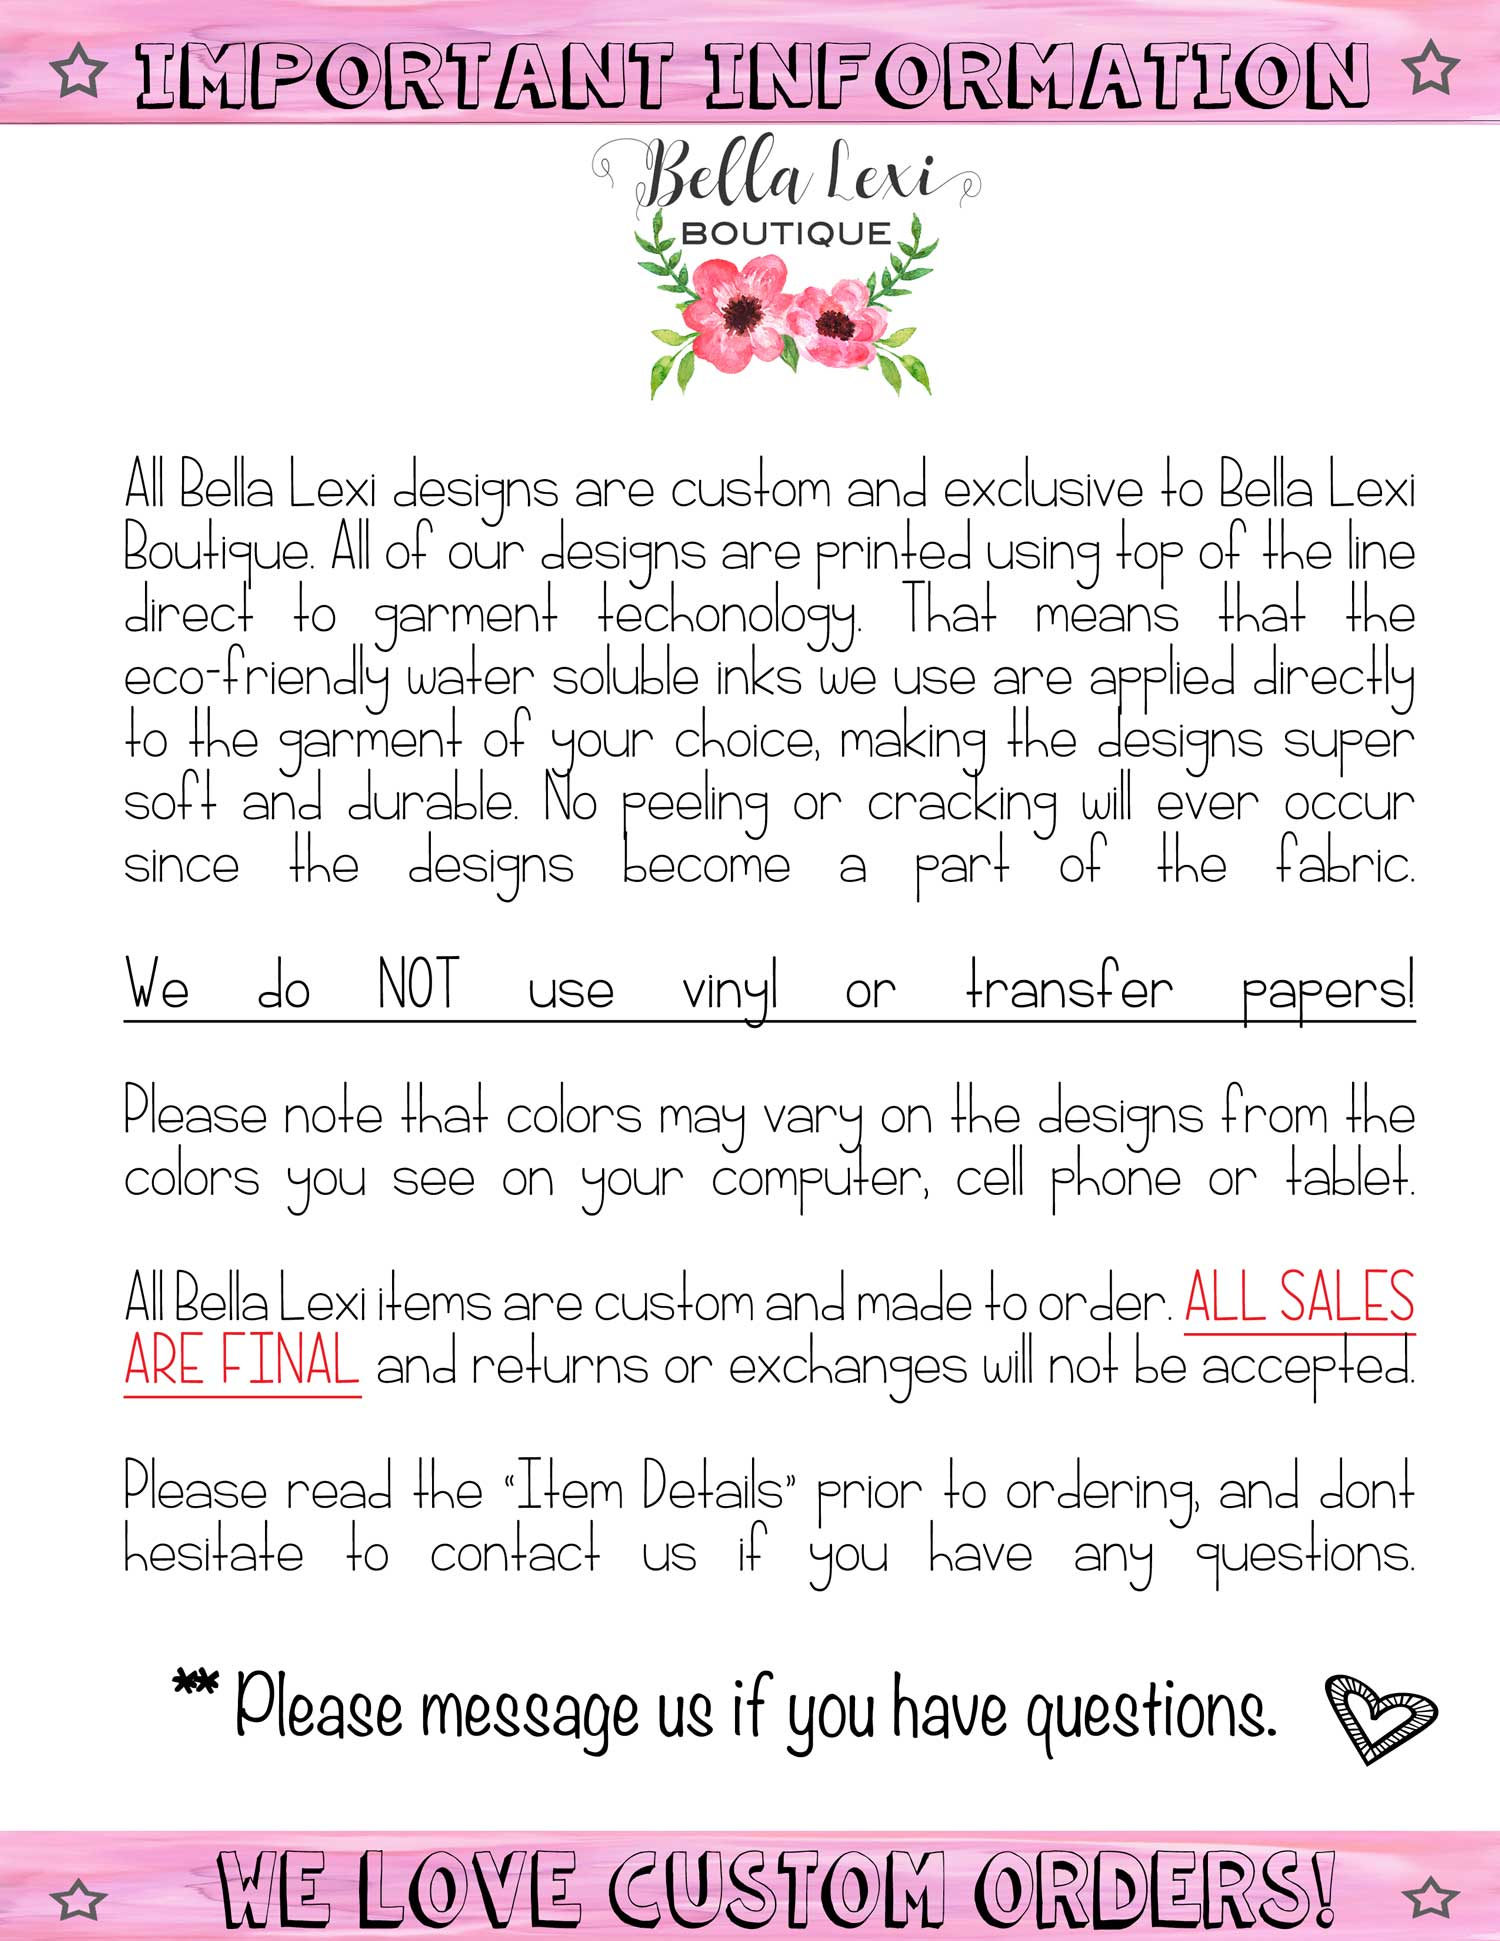 IMPORTANT INFORMATION
Bella Lexi
BOUTIQUE
All Bella Lexi designs are custom and exclusive to Bella Lexi
Boutique. All of our designs are printed using top of the line
direct to garment techonology. That means that the
eco-friendly water soluble inks we use are applied directly
to the garment of your choice, making the designs super
soft and durable. No peeling or cracking will ever occur
since the designs become a part of the fabric.
We do NOT use vinyl or transfer papers!
Please note that colors may vary on the designs from the
colors you see on your computer, cell phone or tablet.
All Bella Lexi items are custom and made to order. ALL SALES
ARE FINAL and returns or exchanges will not be accepted.
Please read the “Item Details” prior to ordering, and dont
hesitate to contact us if you have any questions.
** Please message us if you have questions.
WE LOVE CUSTOM ORDERS!